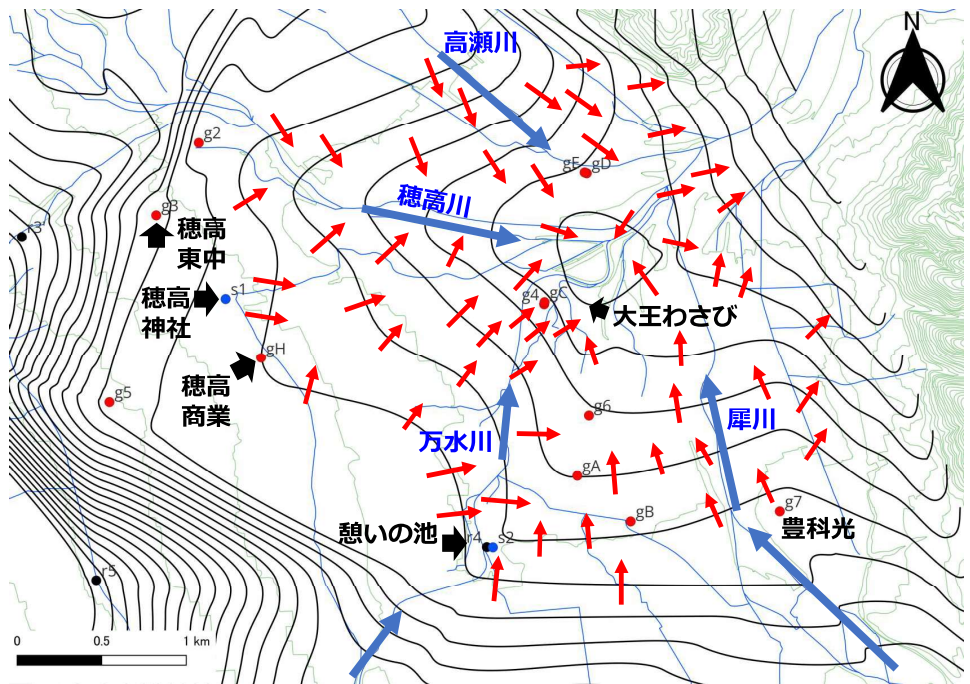 高瀬川
N
g2
gE
gD
g3
穂高川
r3
穂高
東中
穂高
神社
s1
g4
gC
大王わさび
gH
穂高
商業
g5
g6
万水川
犀川
gA
g7
gB
豊科光
憩いの池
r4
s2
r5
0
0.5
1 km